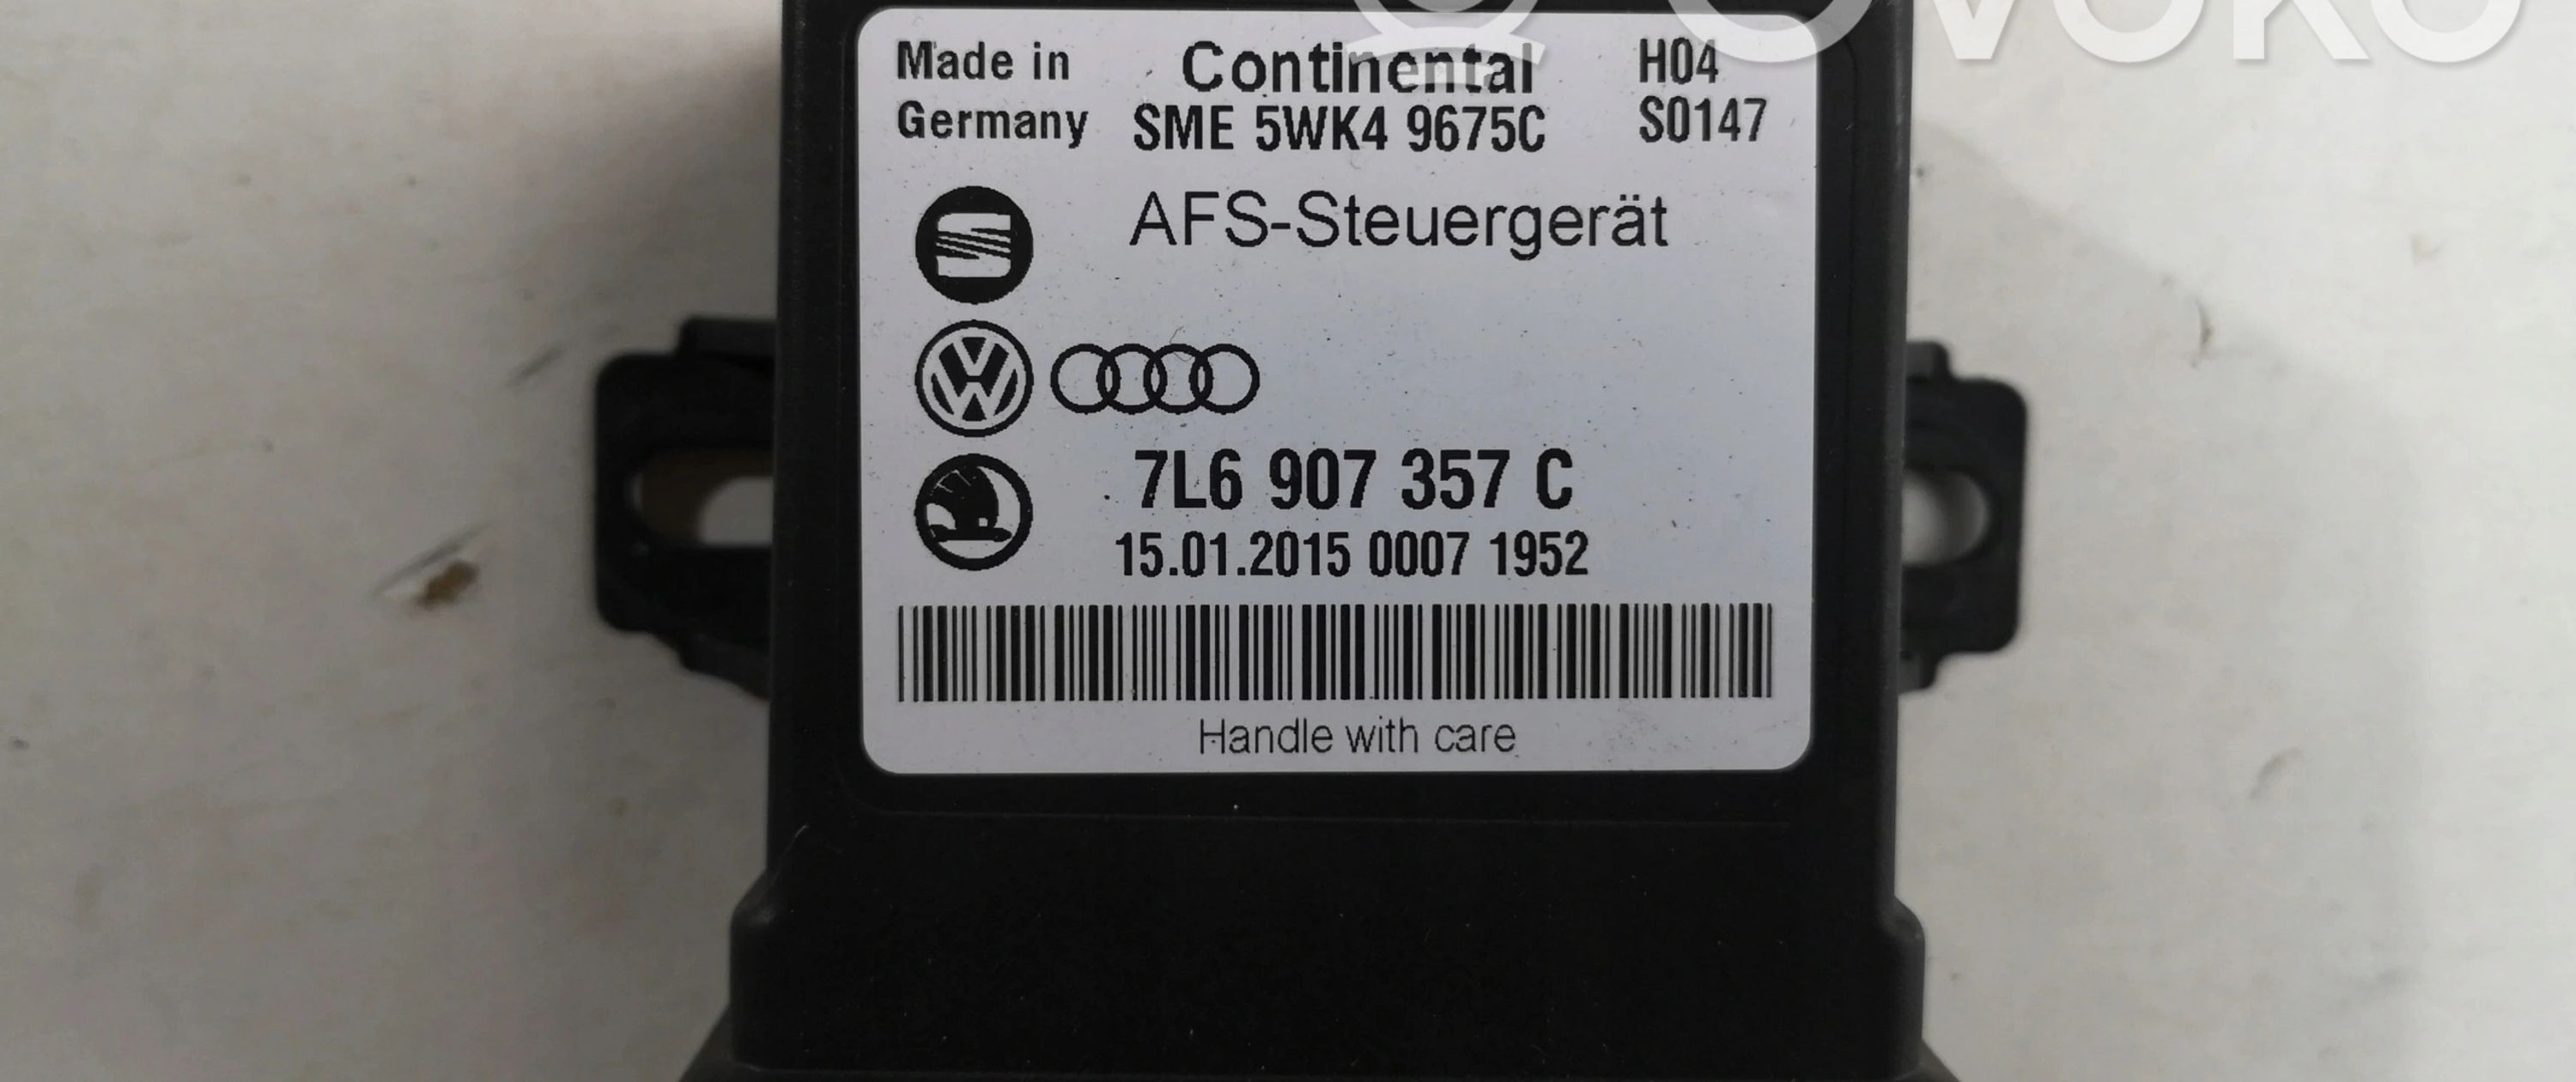 OVOKO
Made in
Germany
Continental
SME 5WK4 9675C
H04
S0147
AFS-Steuergerät
7L6 907 357 C
15.01.2015 0007 1952
Handle with care